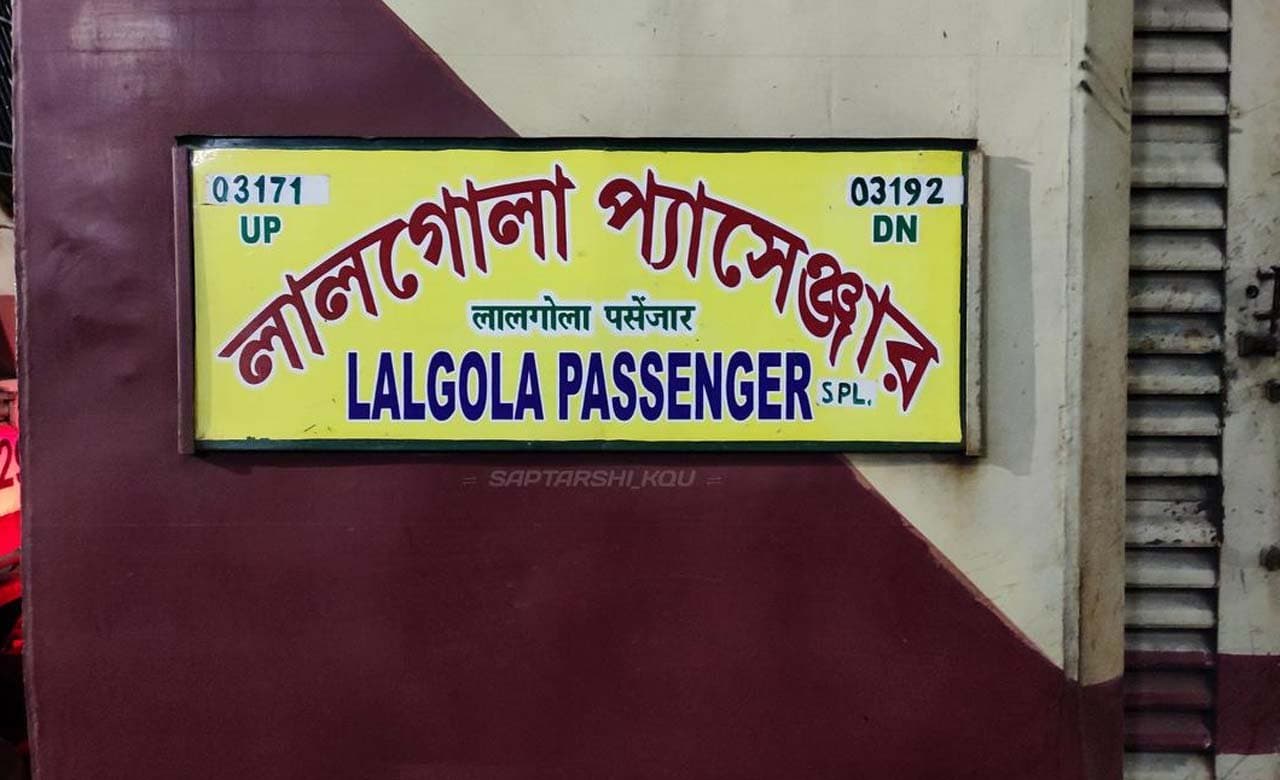 03171
UP
03192
DN
লালগোলা প্যাসেঞ্জার
लालगोला पसेंजार
LALGOLA PASSENGER SPL.
SAPTARSHI_KQU